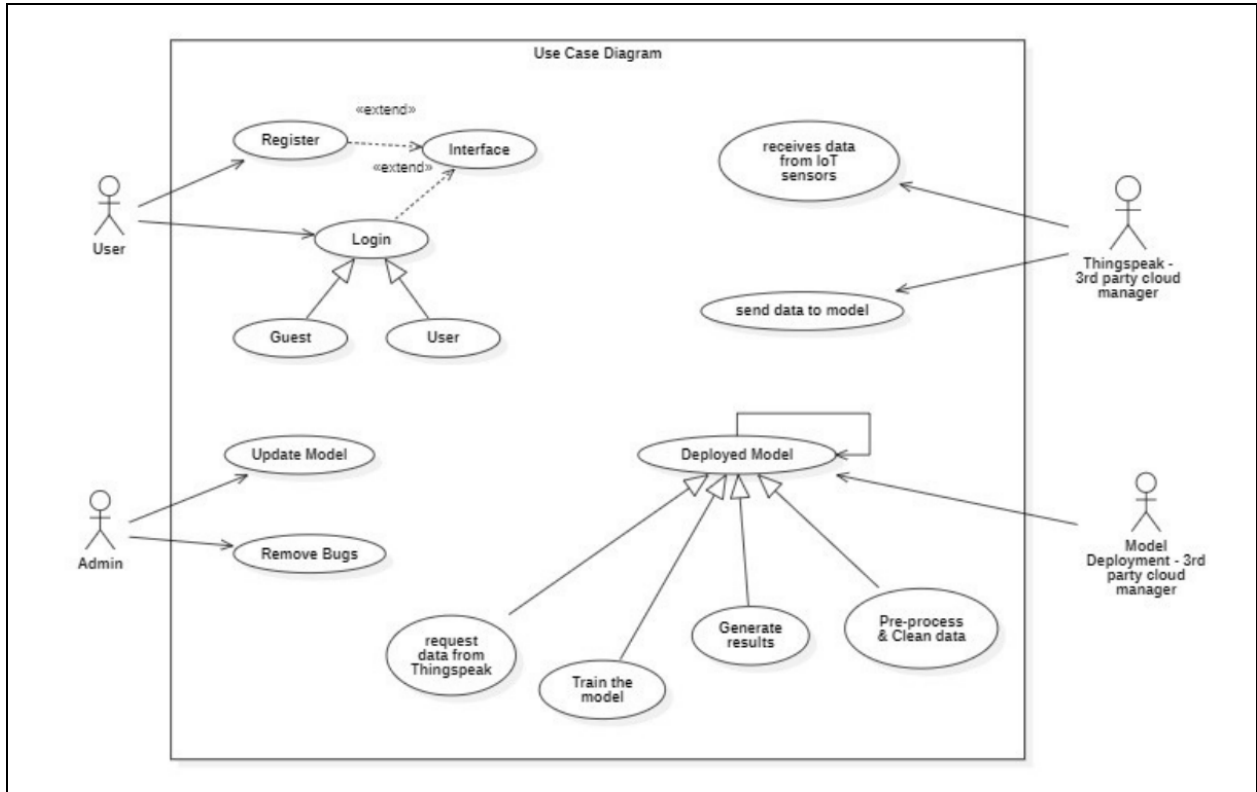 Use Case Diagram
«extend»
Register
Interface
«extend»
receives data
from IoT
sensors
User
Login
Thingspeak -
3rd party cloud
manager
send data to model
Guest
User
Update Model
Deployed Model
Admin
Remove Bugs
Model
Deployment - 3rd
party cloud
manager
request
data from
Thingspeak
Train the
model
Generate
results
Pre-process
& Clean data